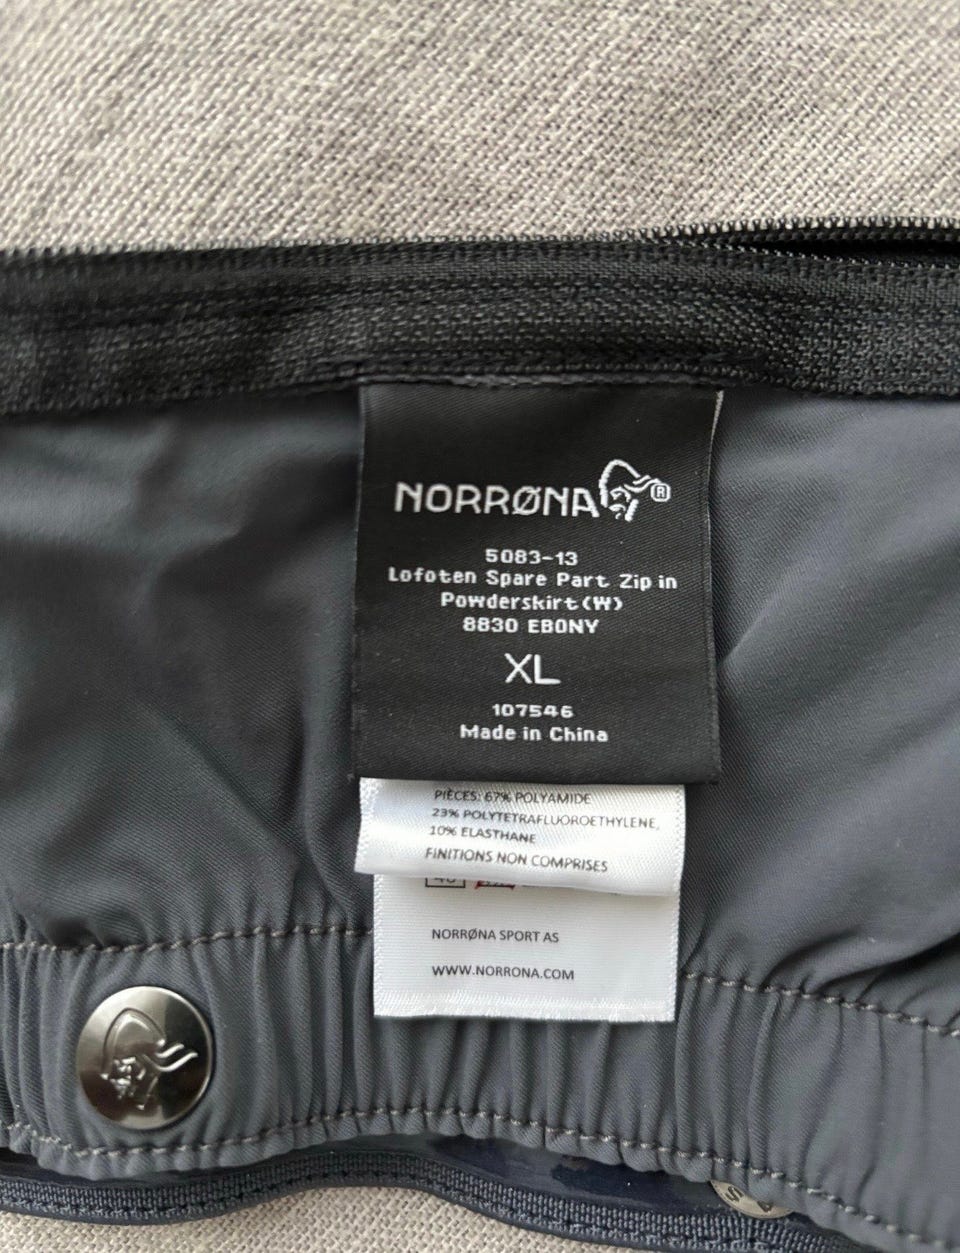 NORRØNA ®
5083-13
Lofoten Spare Part Zip in
Powderskirt(W)
8830 EBONY
XL
107546
Made in China
PIÈCES: 67% POLYAMIDE
23% POLYTETRAFLUOROETHYLENE,
10% ELASTHANE
FINITIONS NON COMPRISES
NORRØNA SPORT AS
WWW.NORRONA.COM